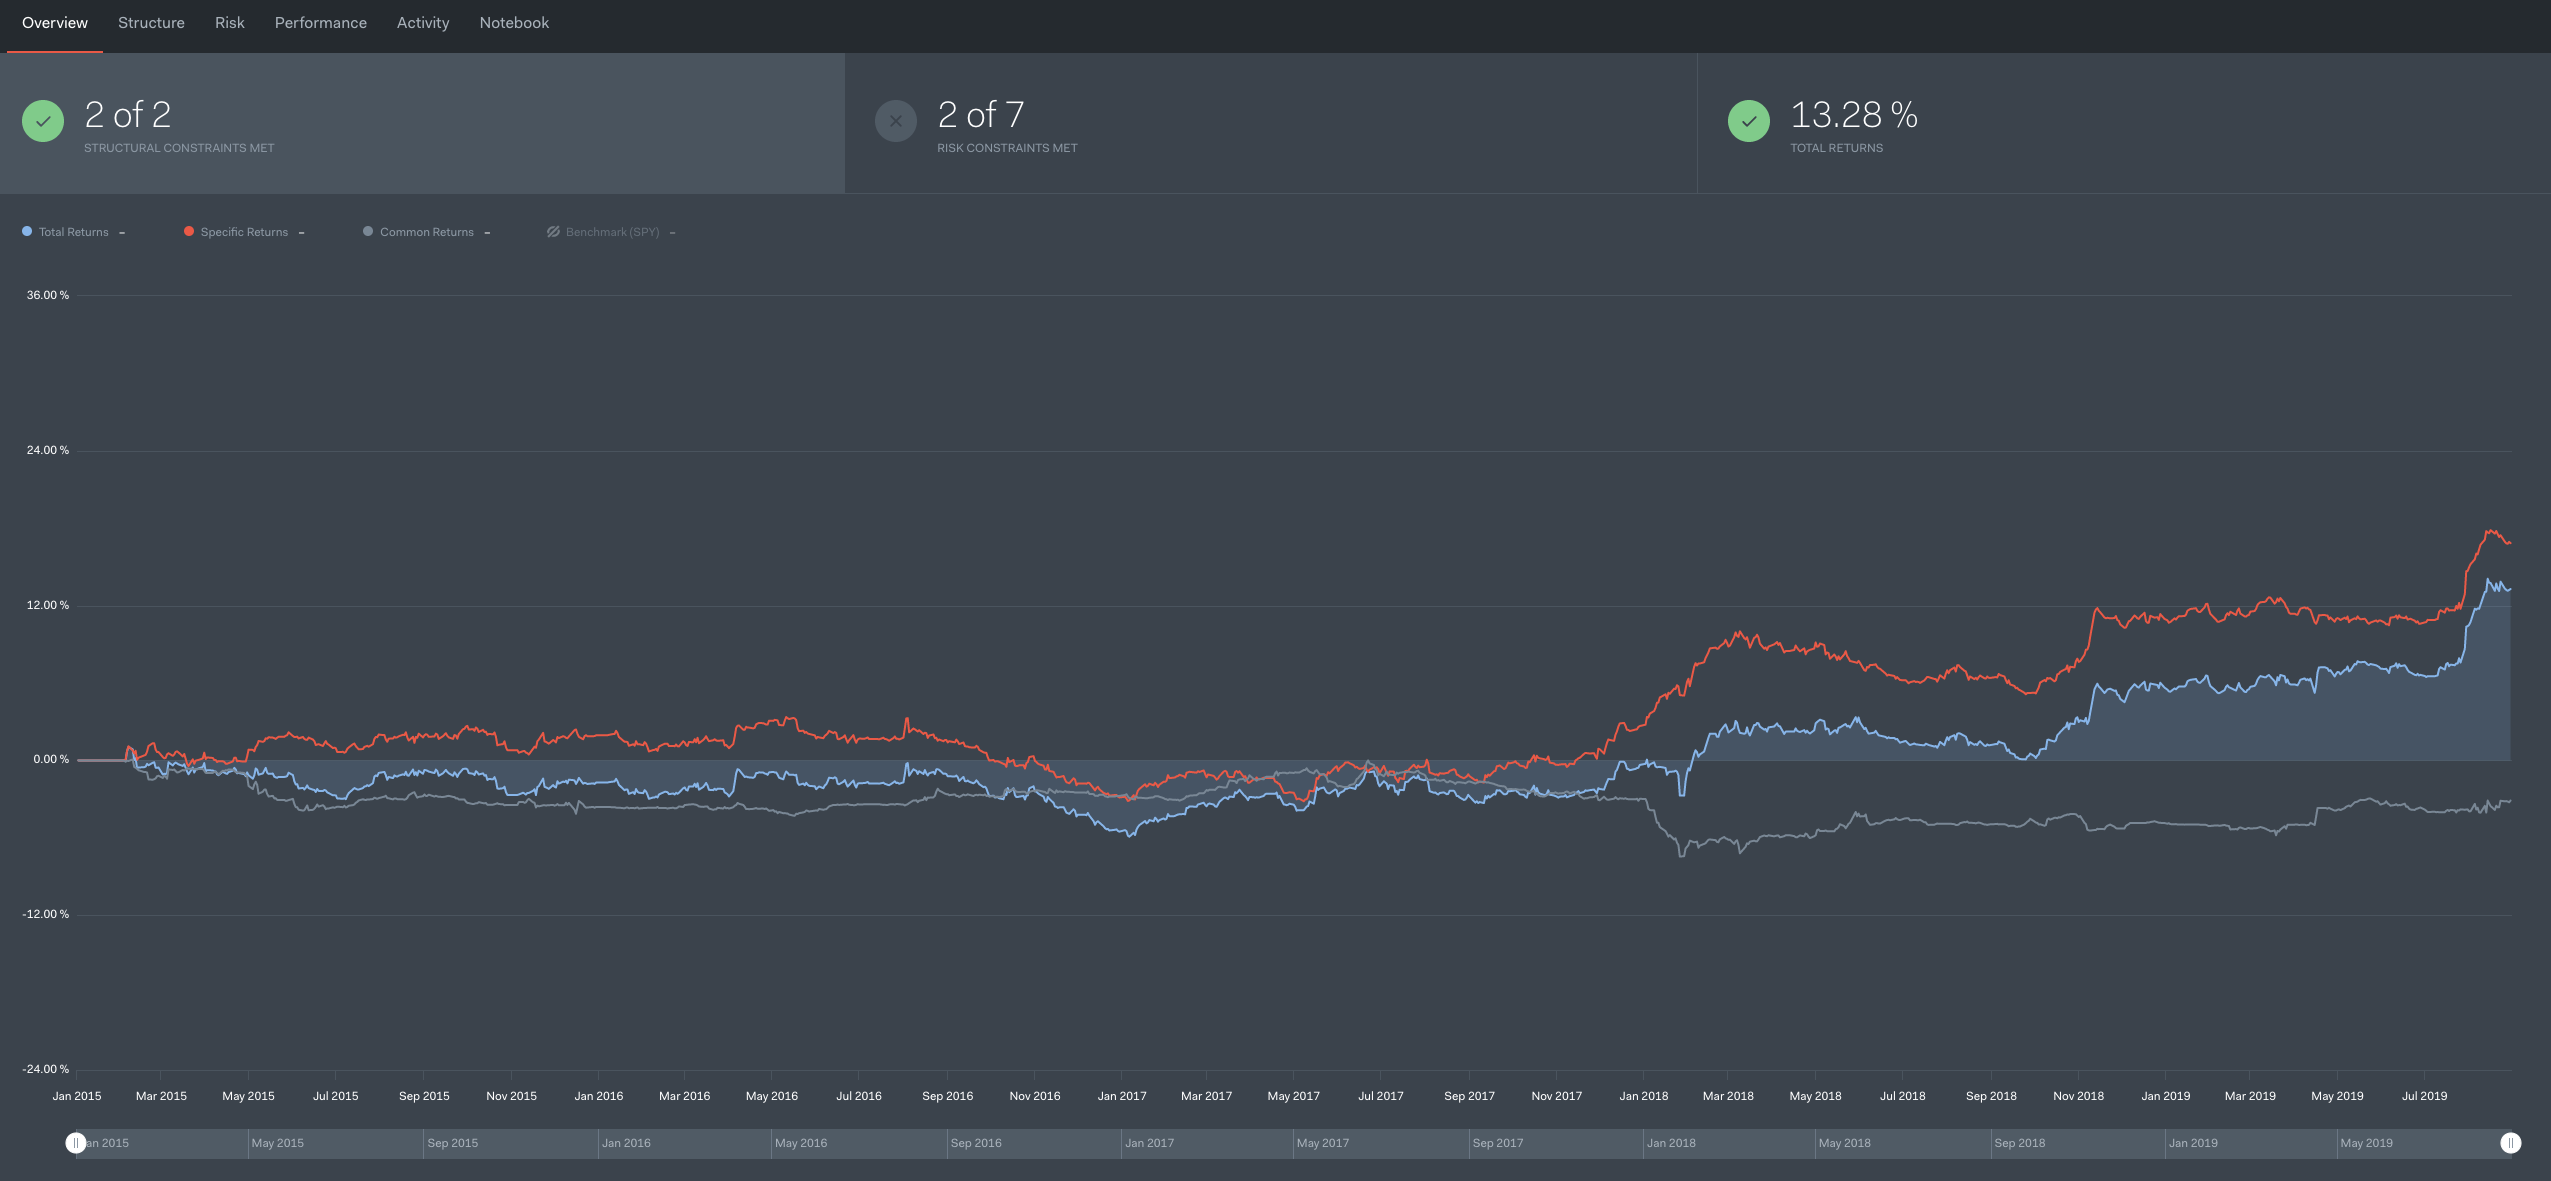 Overview Structure Risk Performance Activity Notebook
2 of 2
STRUCTURAL CONSTRAINTS MET
2 of 7
RISK CONSTRAINTS MET
13.28 %
TOTAL RETURNS
Total Returns – Specific Returns – Common Returns – Benchmark (SPY) –
36.00 %
24.00 %
12.00 %
0.00 %
-12.00 %
-24.00 %
Jan 2015 Mar 2015 May 2015 Jul 2015 Sep 2015 Nov 2015 Jan 2016 Mar 2016 May 2016 Jul 2016 Sep 2016 Nov 2016 Jan 2017 Mar 2017 May 2017 Jul 2017 Sep 2017 Nov 2017 Jan 2018 Mar 2018 May 2018 Jul 2018 Sep 2018 Nov 2018 Jan 2019 Mar 2019 May 2019 Jul 2019
an 2015 May 2015 Sep 2015 Jan 2016 May 2016 Sep 2016 Jan 2017 May 2017 Sep 2017 Jan 2018 May 2018 Sep 2018 Jan 2019 May 2019